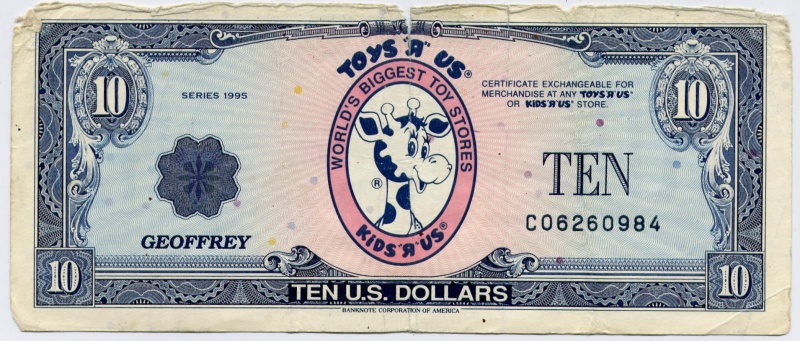 10
TOYS "R" US®
10
SERIES 1995
WORLD'S BIGGEST TOY STORES
CERTIFICATE EXCHANGEABLE FOR
MERCHANDISE AT ANY TOYS "R" US®
OR KIDS "R" US® STORE.
TEN
®
C06260984
GEOFFREY
KIDS "R" US®
10
TEN U.S. DOLLARS
10
BANKNOTE CORPORATION OF AMERICA